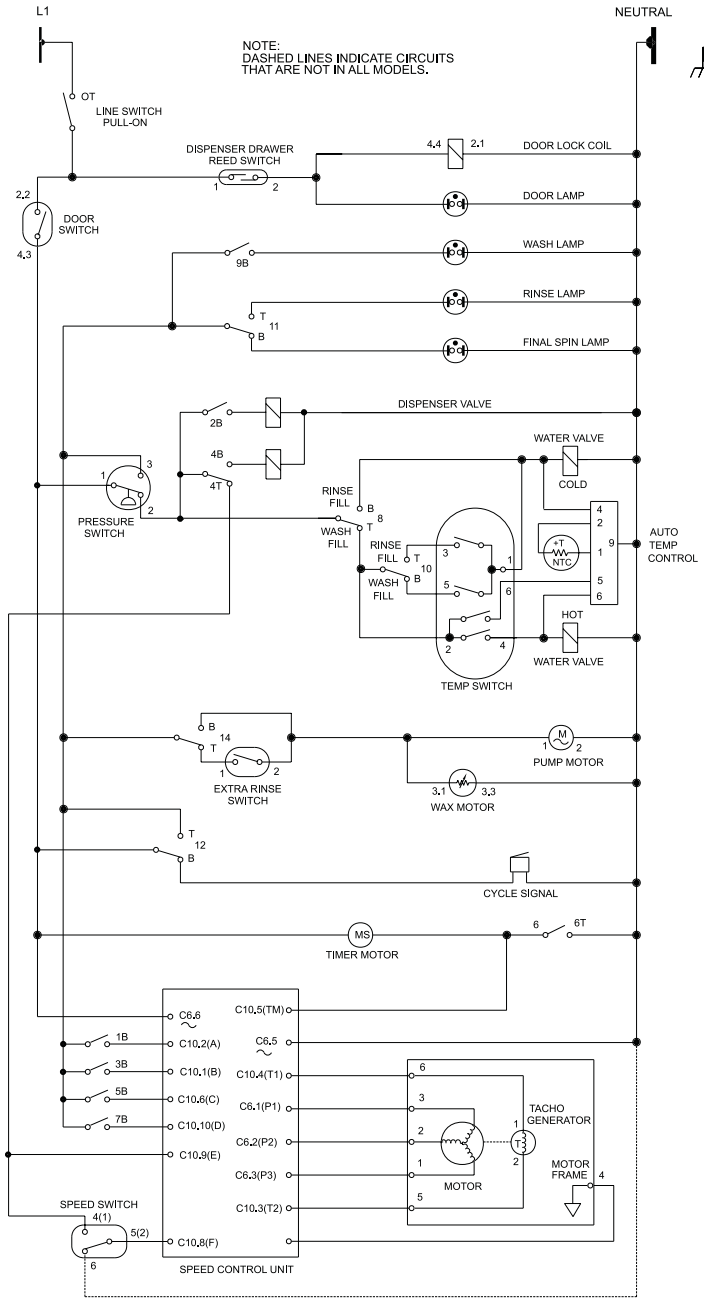 L1
NEUTRAL
NOTE:
DASHED LINES INDICATE CIRCUITS
THAT ARE NOT IN ALL MODELS.
OT
LINE SWITCH
PULL-ON
DISPENSER DRAWER
REED SWITCH
1 2
4.4 2.1
DOOR LOCK COIL
2.2
DOOR
SWITCH
4.3
DOOR LAMP
9B
WASH LAMP
T
11
B
RINSE LAMP
FINAL SPIN LAMP
2B
DISPENSER VALVE
4B
4T
3
1
2
PRESSURE
SWITCH
WATER VALVE
COLD
RINSE
FILL
B
8
T
WASH
FILL
RINSE
FILL
T
10
B
WASH
FILL
3
1
5
6
2
4
TEMP SWITCH
4
2
+T
NTC
1
9
5
6
AUTO
TEMP
CONTROL
HOT
WATER VALVE
B
14
T
1 2
EXTRA RINSE
SWITCH
M
1 2
PUMP MOTOR
3.1 3.3
WAX MOTOR
T
12
B
CYCLE SIGNAL
MS
TIMER MOTOR
6 6T
C6.6
C10.5(TM)
1B
C10.2(A)
C6.5
3B
C10.1(B)
C10.4(T1)
5B
C10.6(C)
C6.1(P1)
7B
C10.10(D)
C6.2(P2)
C10.9(E)
C6.3(P3)
C10.3(T2)
C10.8(F)
SPEED CONTROL UNIT
SPEED SWITCH
4(1)
5(2)
6
6
3
2
1
5
MOTOR
TACHO
GENERATOR
1
T
2
MOTOR
FRAME
4